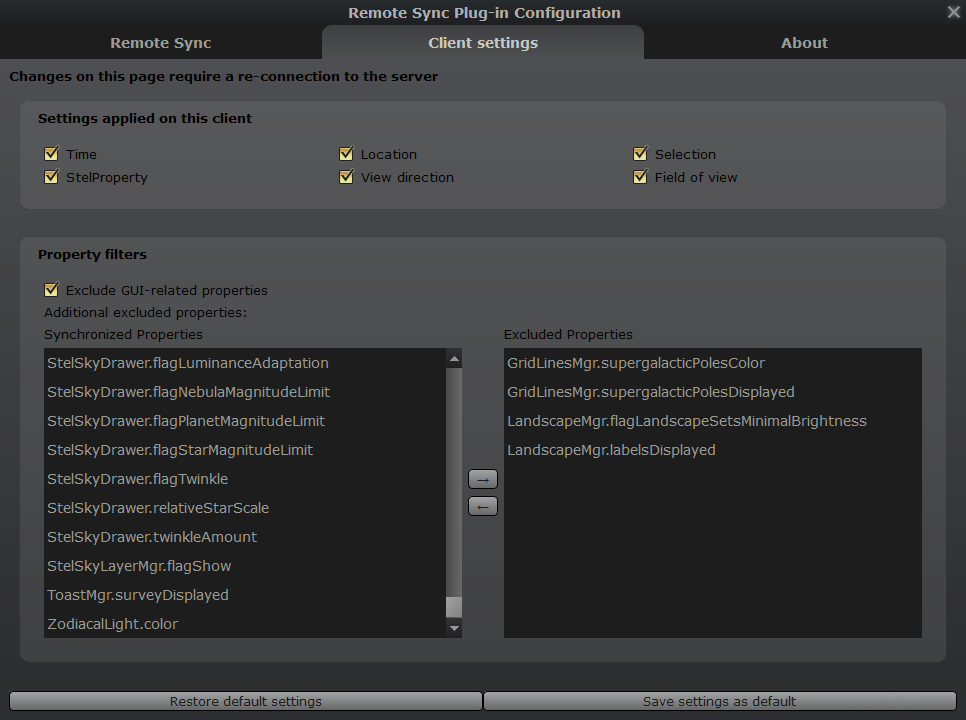 Remote Sync Plug-in Configuration
Remote Sync Client settings About
Changes on this page require a re-connection to the server
Settings applied on this client
Time Location Selection
StelProperty View direction Field of view
Property filters
Exclude GUI-related properties
Additional excluded properties:
Synchronized Properties Excluded Properties
StelSkyDrawer.flagLuminanceAdaptation GridLinesMgr.supergalacticPolesColor
StelSkyDrawer.flagNebulaMagnitudeLimit GridLinesMgr.supergalacticPolesDisplayed
StelSkyDrawer.flagPlanetMagnitudeLimit LandscapeMgr.flagLandscapeSetsMinimalBrightness
StelSkyDrawer.flagStarMagnitudeLimit LandscapeMgr.labelsDisplayed
StelSkyDrawer.flagTwinkle →
StelSkyDrawer.relativeStarScale ←
StelSkyDrawer.twinkleAmount
StelSkyLayerMgr.flagShow
ToastMgr.surveyDisplayed
ZodiacalLight.color
Restore default settings Save settings as default